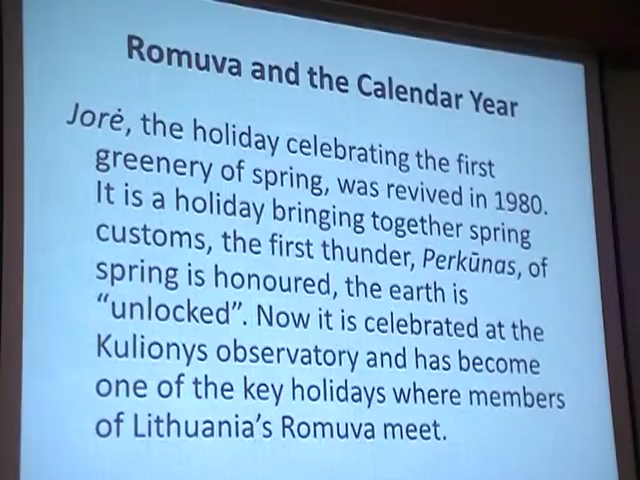 Romuva and the Calendar Year
Jorė, the holiday celebrating the first
greenery of spring, was revived in 1980.
It is a holiday bringing together spring
customs, the first thunder, Perkūnas, of
spring is honoured, the earth is
“unlocked”. Now it is celebrated at the
Kulionys observatory and has become
one of the key holidays where members
of Lithuania’s Romuva meet.